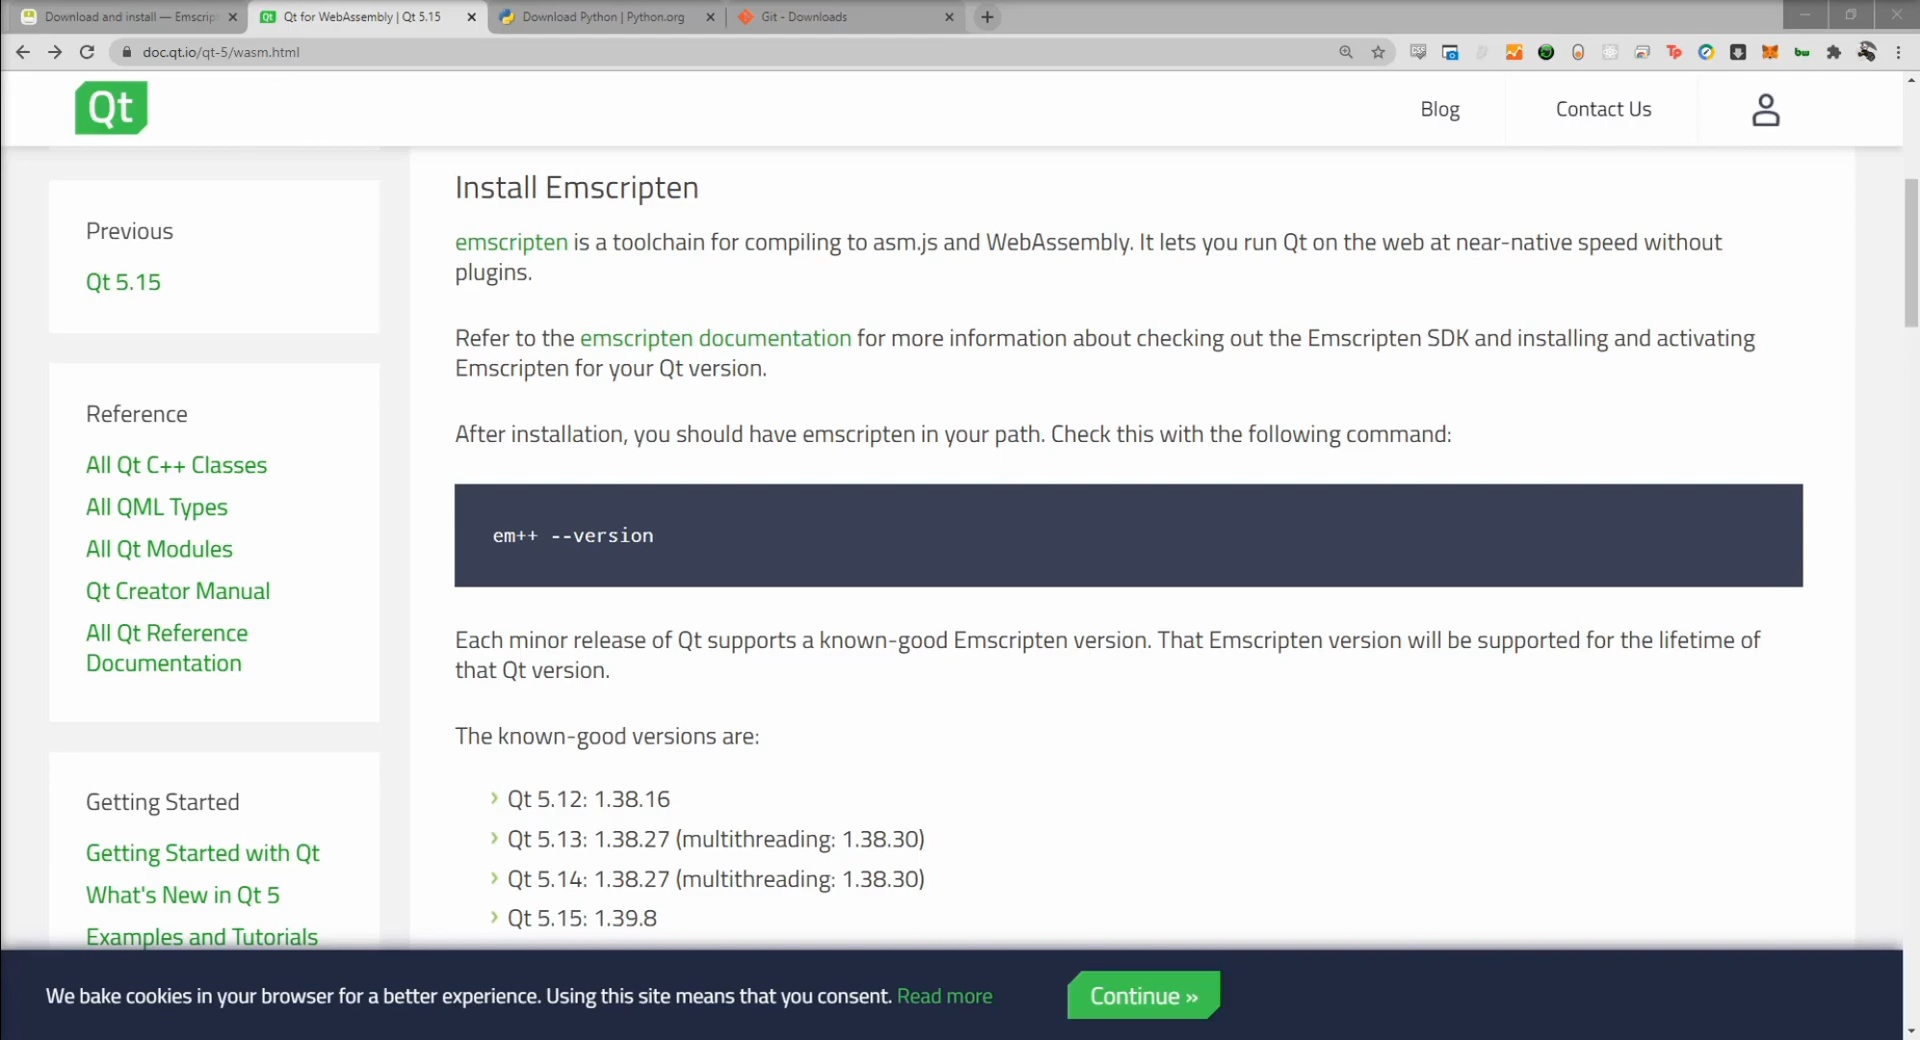 Download and install — Emscrip
Qt for WebAssembly | Qt 5.15
Download Python | Python.org
Git - Downloads
doc.qt.io/qt-5/wasm.html
Qt
Blog
Contact Us
Previous
Qt 5.15
Reference
All Qt C++ Classes
All QML Types
All Qt Modules
Qt Creator Manual
All Qt Reference
Documentation
Getting Started
Getting Started with Qt
What's New in Qt 5
Examples and Tutorials
Install Emscripten
emscripten is a toolchain for compiling to asm.js and WebAssembly. It lets you run Qt on the web at near-native speed without
plugins.
Refer to the emscripten documentation for more information about checking out the Emscripten SDK and installing and activating
Emscripten for your Qt version.
After installation, you should have emscripten in your path. Check this with the following command:
em++ --version
Each minor release of Qt supports a known-good Emscripten version. That Emscripten version will be supported for the lifetime of
that Qt version.
The known-good versions are:
Qt 5.12: 1.38.16
Qt 5.13: 1.38.27 (multithreading: 1.38.30)
Qt 5.14: 1.38.27 (multithreading: 1.38.30)
Qt 5.15: 1.39.8
We bake cookies in your browser for a better experience. Using this site means that you consent. Read more
Continue »